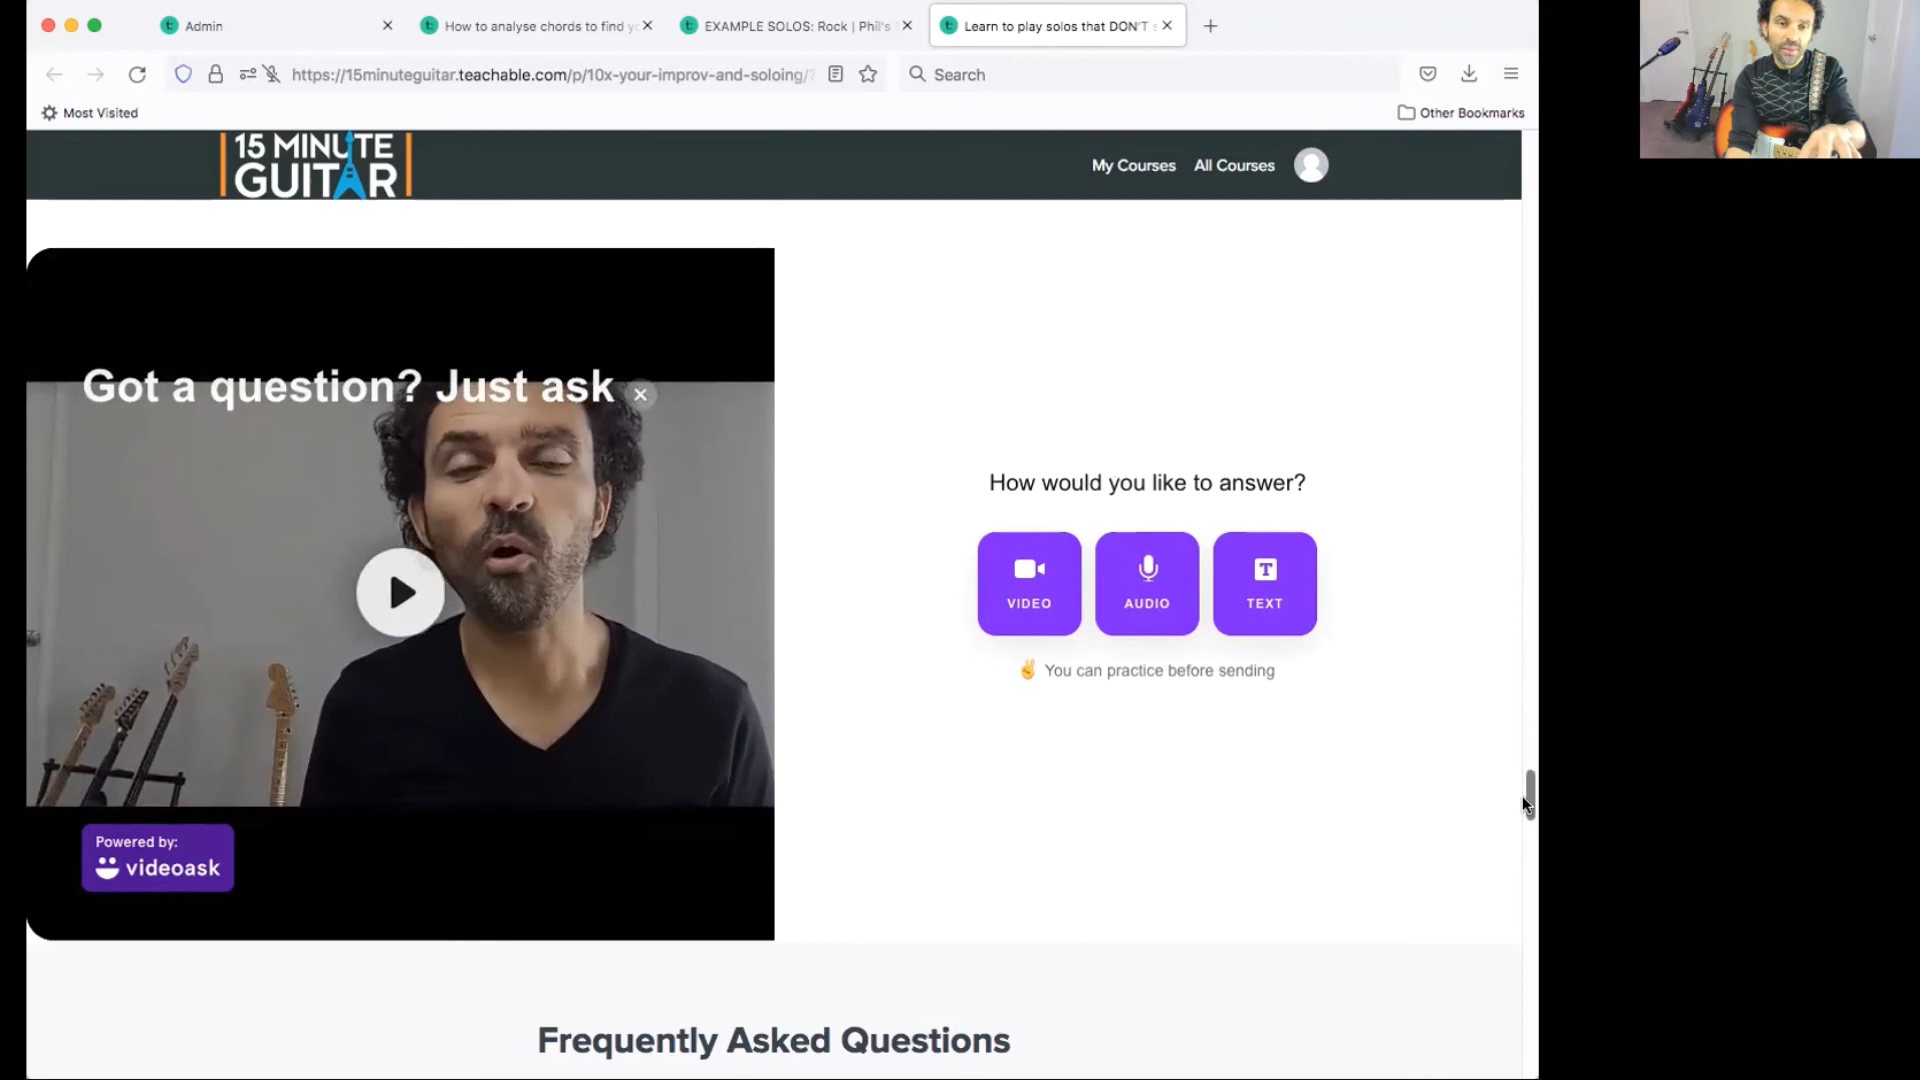 Admin
How to analyse chords to find y
EXAMPLE SOLOS: Rock | Phil's
Learn to play solos that DON'T
https://15minuteguitar.teachable.com/p/10x-your-improv-and-soloing/?
Search
Most Visited
Other Bookmarks
15 MINUTE
GUITAR
My Courses
All Courses
Got a question? Just ask
How would you like to answer?
VIDEO
AUDIO
TEXT
✌ You can practice before sending
Powered by:
videoask
Frequently Asked Questions